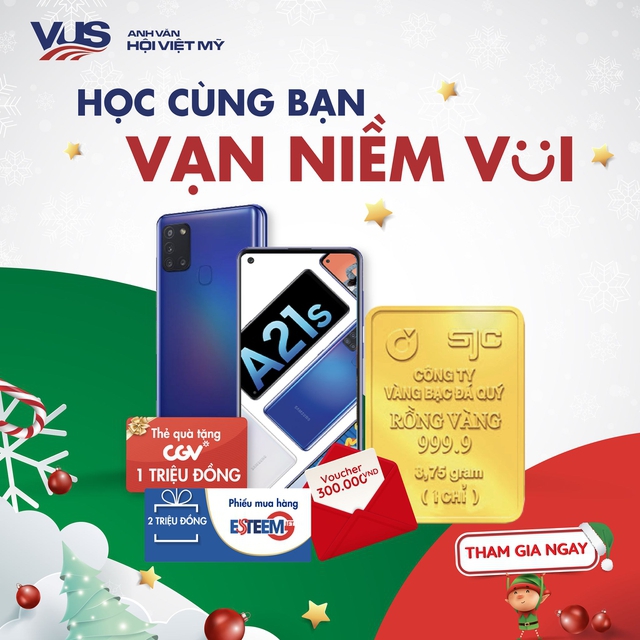 VUS
ANH VĂN
HỘI VIỆT MỸ
HỌC CÙNG BẠN
VẠN NIỀM VUI
A21s
SAMSUNG
SJC
CÔNG TY
VÀNG BẠC ĐÁ QUÝ
RỒNG VÀNG
999.9
3,75 gram
( 1 CHỈ )
Thẻ quà tặng
CGV
1 TRIỆU ĐỒNG
Voucher
300.000VND
Phiếu mua hàng
2 TRIỆU ĐỒNG
ESTEEM
THAM GIA NGAY